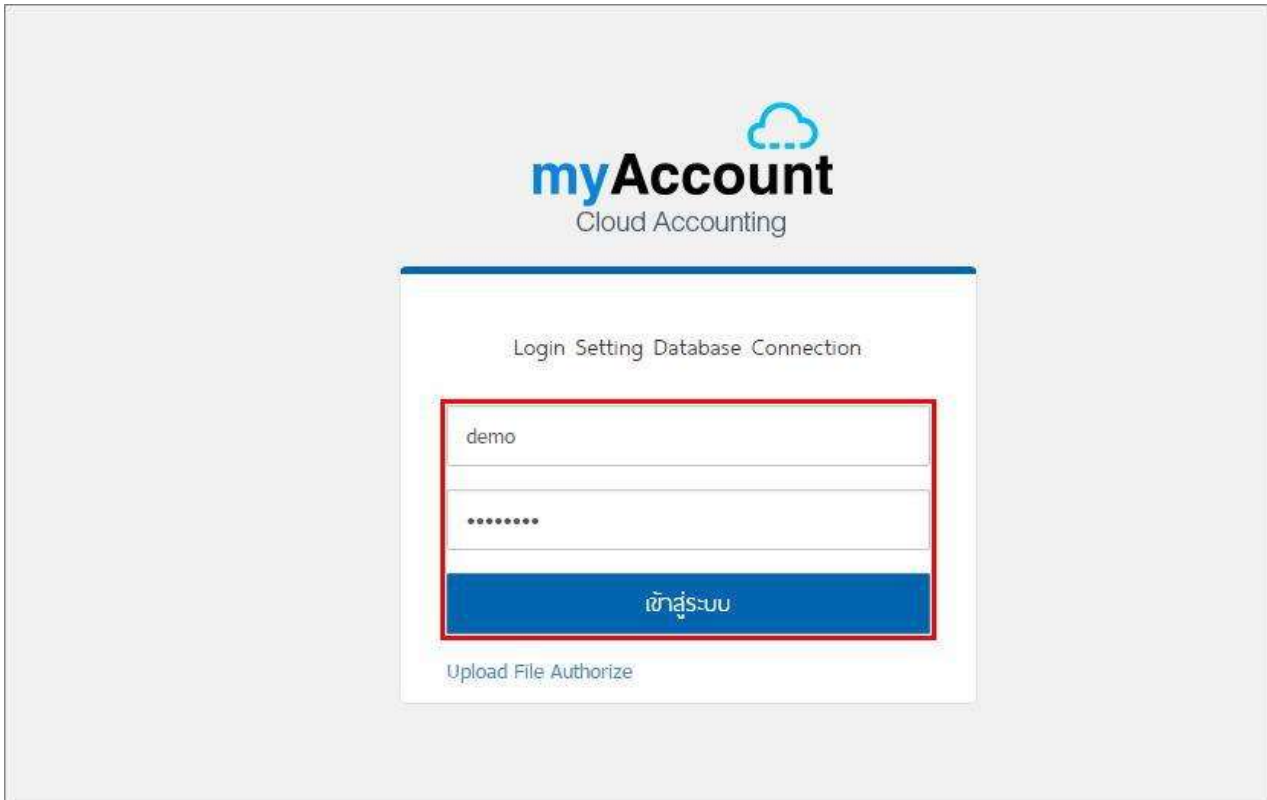 myAccount
Cloud Accounting
Login Setting Database Connection
demo
••••••••
เข้าสู่ระบบ
Upload File Authorize